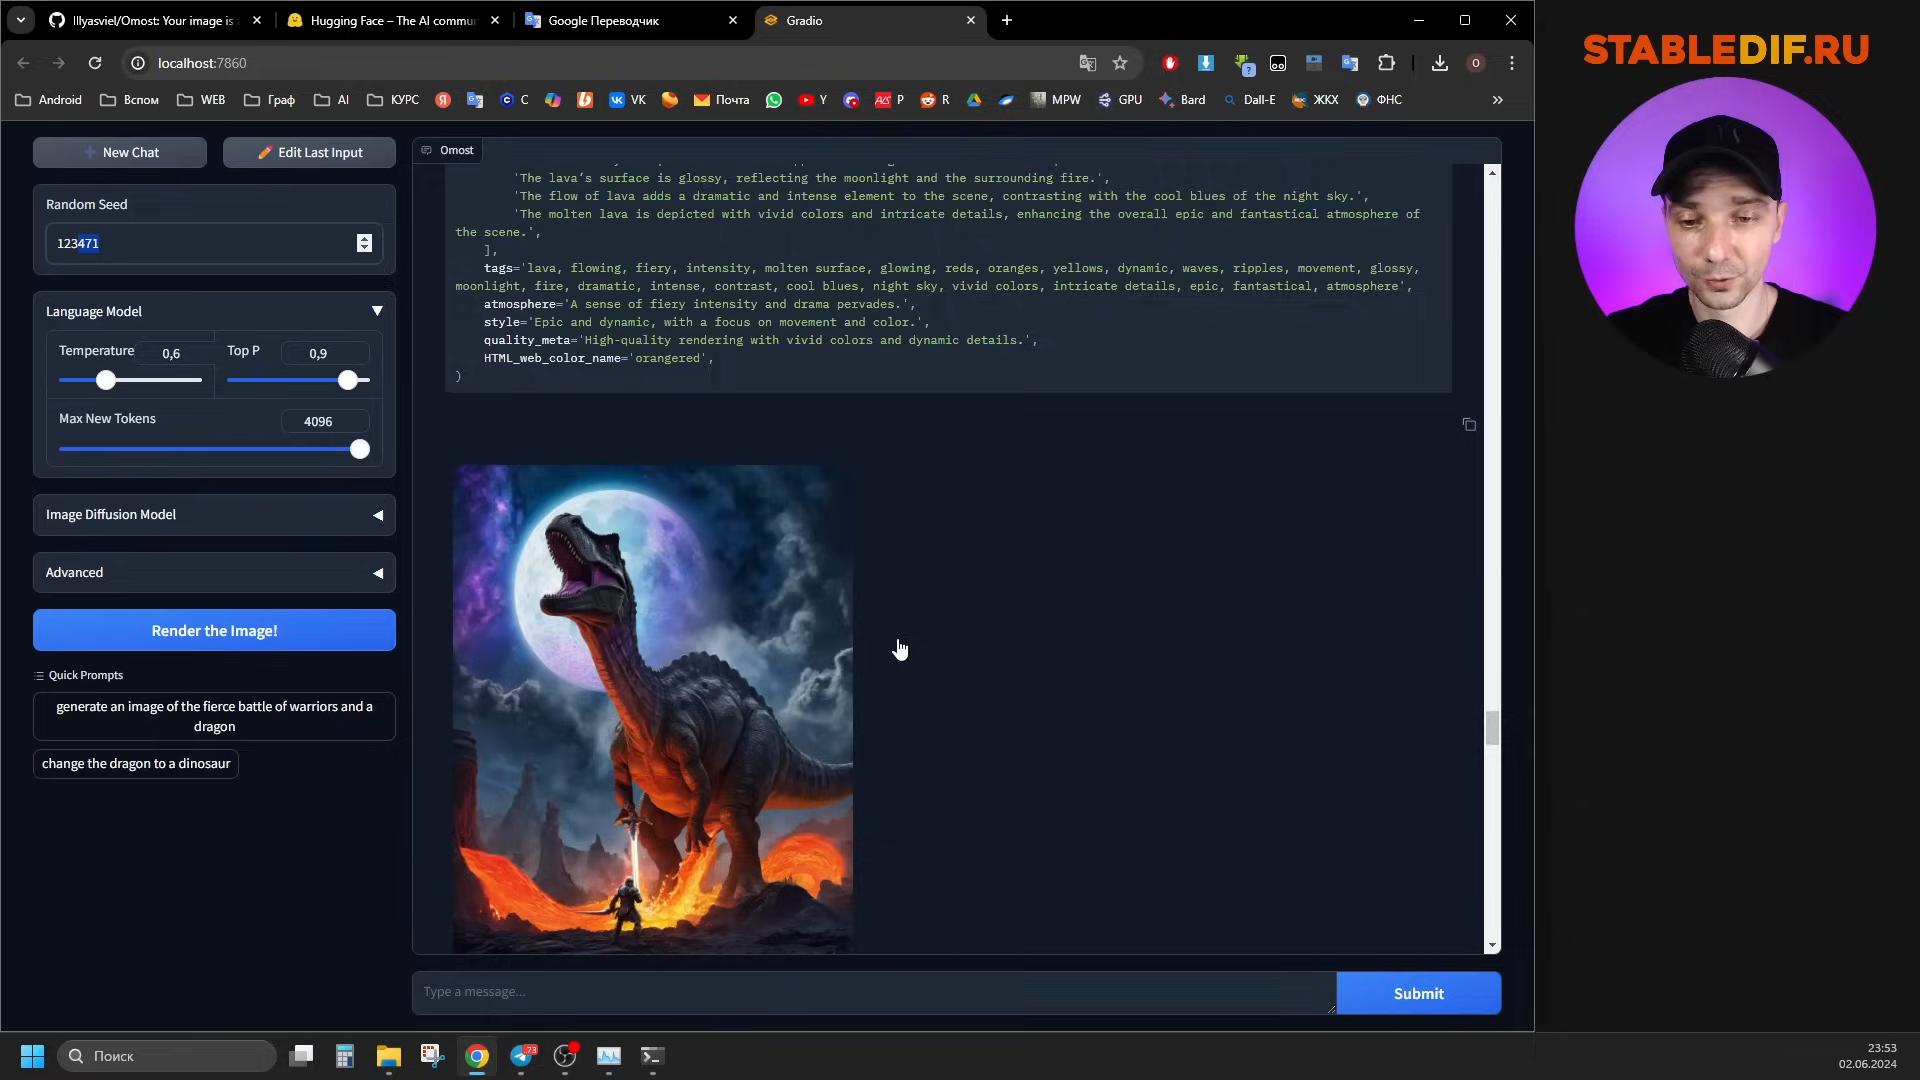 lllyasviel/Omost: Your image is
Hugging Face – The AI commu
Google Переводчик
Gradio
STABLEDIF.RU
localhost:7860
Android
Вспом
WEB
Граф
AI
КУРС
C
VK
Почта
Y
P
R
MPW
GPU
Bard
Dall-E
ЖКХ
ФНС
New Chat
Edit Last Input
Omost
Random Seed
123471
Language Model
Temperature
0,6
Top P
0,9
Max New Tokens
4096
Image Diffusion Model
Advanced
Render the Image!
Quick Prompts
generate an image of the fierce battle of warriors and a
dragon
change the dragon to a dinosaur
'The lava’s surface is glossy, reflecting the moonlight and the surrounding fire.',
'The flow of lava adds a dramatic and intense element to the scene, contrasting with the cool blues of the night sky.',
'The molten lava is depicted with vivid colors and intricate details, enhancing the overall epic and fantastical atmosphere of
the scene.',
],
tags='lava, flowing, fiery, intensity, molten surface, glowing, reds, oranges, yellows, dynamic, waves, ripples, movement, glossy,
moonlight, fire, dramatic, intense, contrast, cool blues, night sky, vivid colors, intricate details, epic, fantastical, atmosphere',
atmosphere='A sense of fiery intensity and drama pervades.',
style='Epic and dynamic, with a focus on movement and color.',
quality_meta='High-quality rendering with vivid colors and dynamic details.',
HTML_web_color_name='orangered',
)
Type a message...
Submit
Поиск
73
23:53
02.06.2024